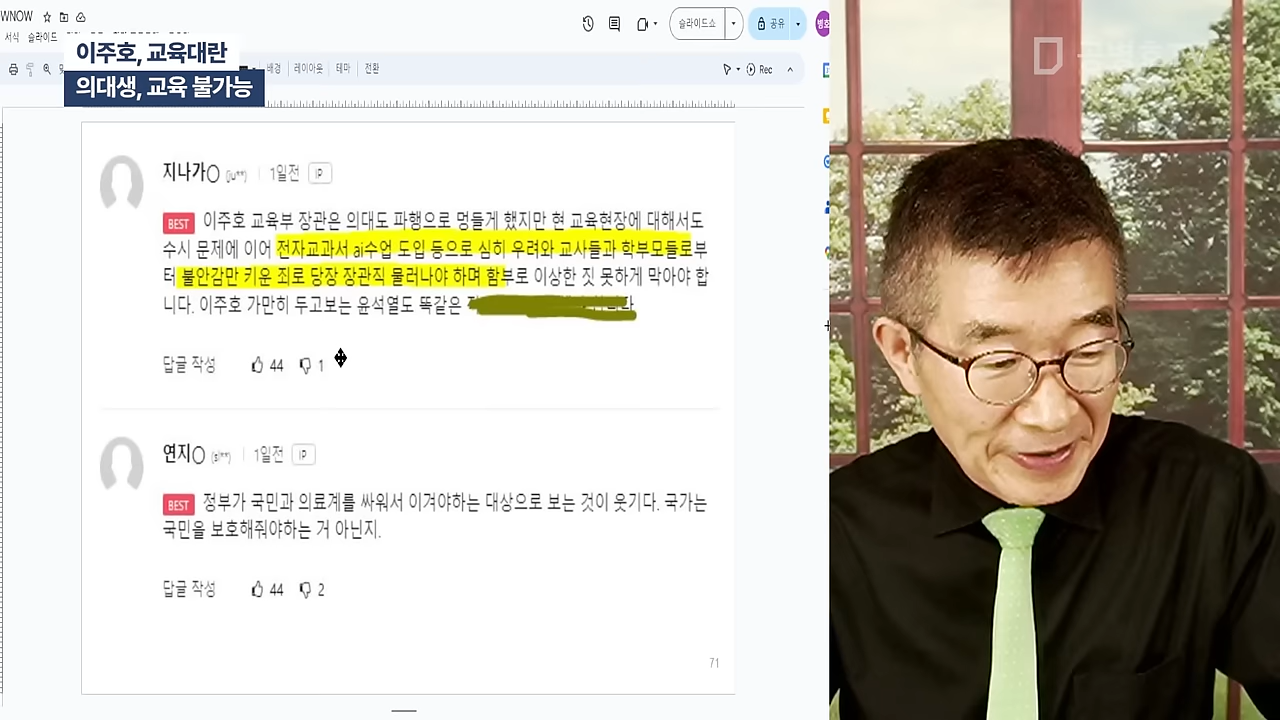 WNOW
서식 슬라이드
슬라이드쇼
공유
병호
이주호, 교육대란
의대생, 교육 불가능
배경 레이아웃 테마 전환
Rec
지나가○ (ju**) 1일전 IP
BEST 이주호 교육부 장관은 의대도 파행으로 멍들게 했지만 현 교육현장에 대해서도
수시 문제에 이어 전자교과서 ai수업 도입 등으로 심히 우려와 교사들과 학부모들로부
터 불안감만 키운 죄로 당장 장관직 물러나야 하며 함부로 이상한 짓 못하게 막아야 합
니다. 이주호 가만히 두고보는 윤석열도 똑같은
답글 작성 44 1
연지○ (sl**) 1일전 IP
BEST 정부가 국민과 의료계를 싸워서 이겨야하는 대상으로 보는 것이 웃기다. 국가는
국민을 보호해줘야하는 거 아닌지.
답글 작성 44 2
71